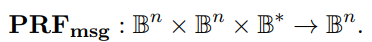 PRF_msg : 𝔹^n × 𝔹^n × 𝔹^* → 𝔹^n.